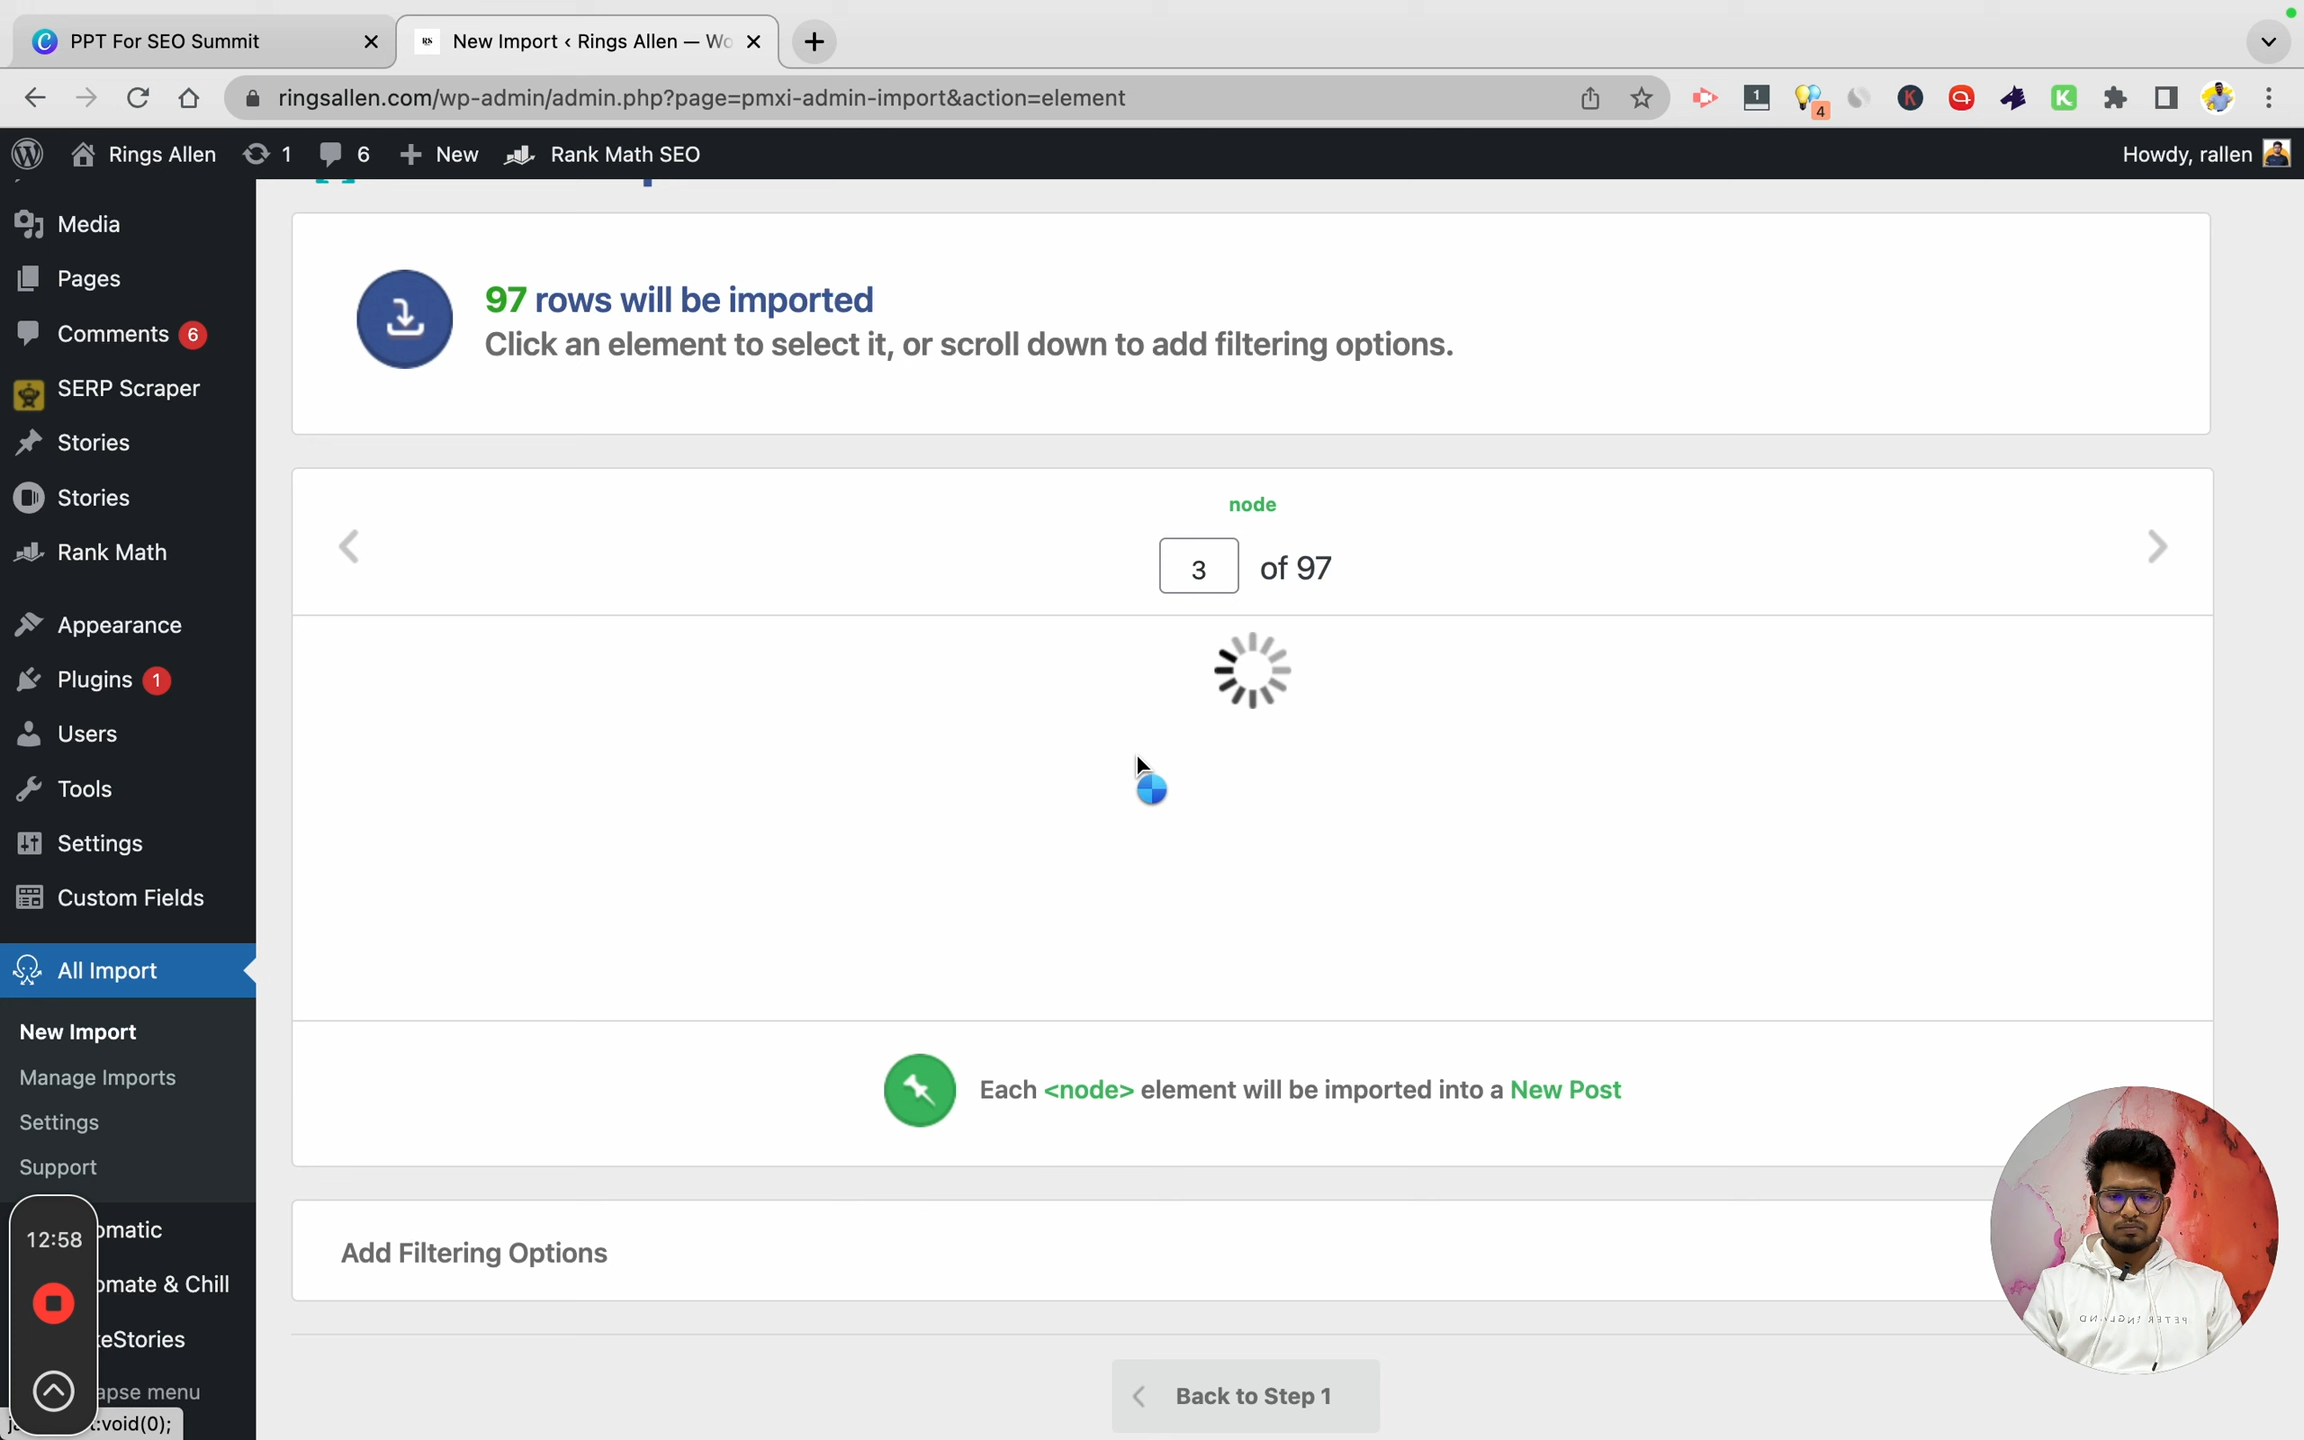 PPT For SEO Summit
New Import ‹ Rings Allen — Wo
ringsallen.com/wp-admin/admin.php?page=pmxi-admin-import&action=element
1
4
Rings Allen
1
6
New
Rank Math SEO
Howdy, rallen
Media
Pages
Comments 6
SERP Scraper
Stories
Stories
Rank Math
Appearance
Plugins 1
Users
Tools
Settings
Custom Fields
All Import
New Import
Manage Imports
Settings
Support
omatic
omate & Chill
eStories
apse menu
12:58
:void(0);
97 rows will be imported
Click an element to select it, or scroll down to add filtering options.
node
3 of 97
Each <node> element will be imported into a New Post
Add Filtering Options
Back to Step 1